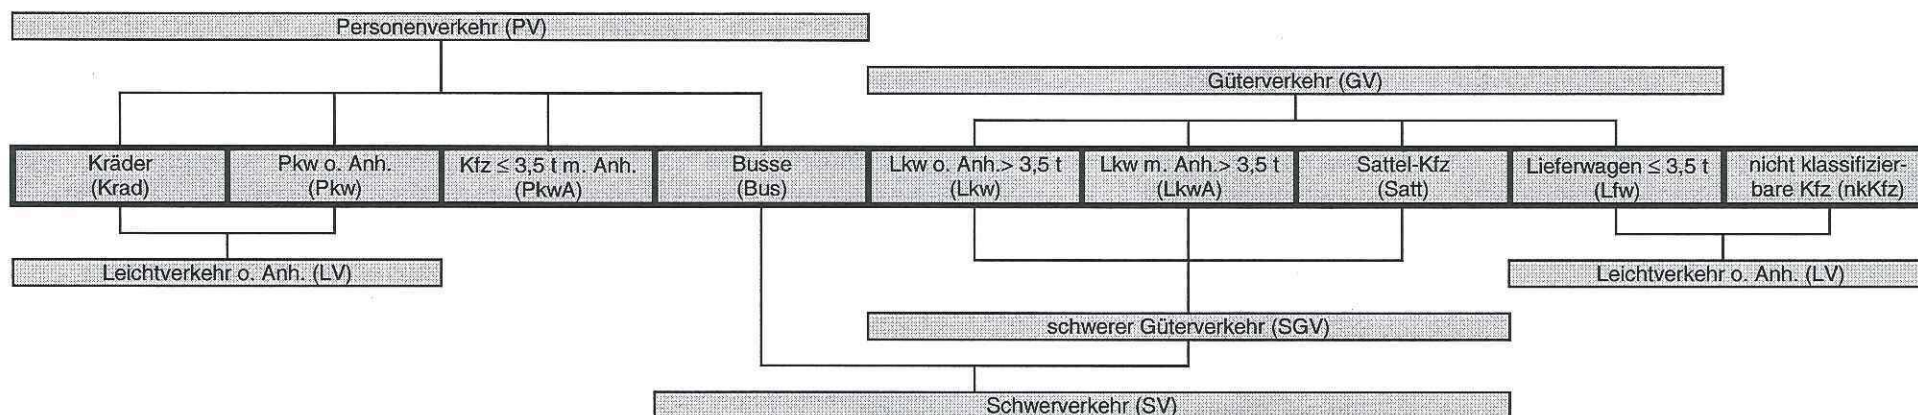 Personenverkehr (PV)
Güterverkehr (GV)
Kräder
(Krad)
Pkw o. Anh.
(Pkw)
Kfz ≤ 3,5 t m. Anh.
(PkwA)
Busse
(Bus)
Lkw o. Anh.> 3,5 t
(Lkw)
Lkw m. Anh.> 3,5 t
(LkwA)
Sattel-Kfz
(Satt)
Lieferwagen ≤ 3,5 t
(Lfw)
nicht klassifizier-
bare Kfz (nkKfz)
Leichtverkehr o. Anh. (LV)
Leichtverkehr o. Anh. (LV)
schwerer Güterverkehr (SGV)
Schwerverkehr (SV)